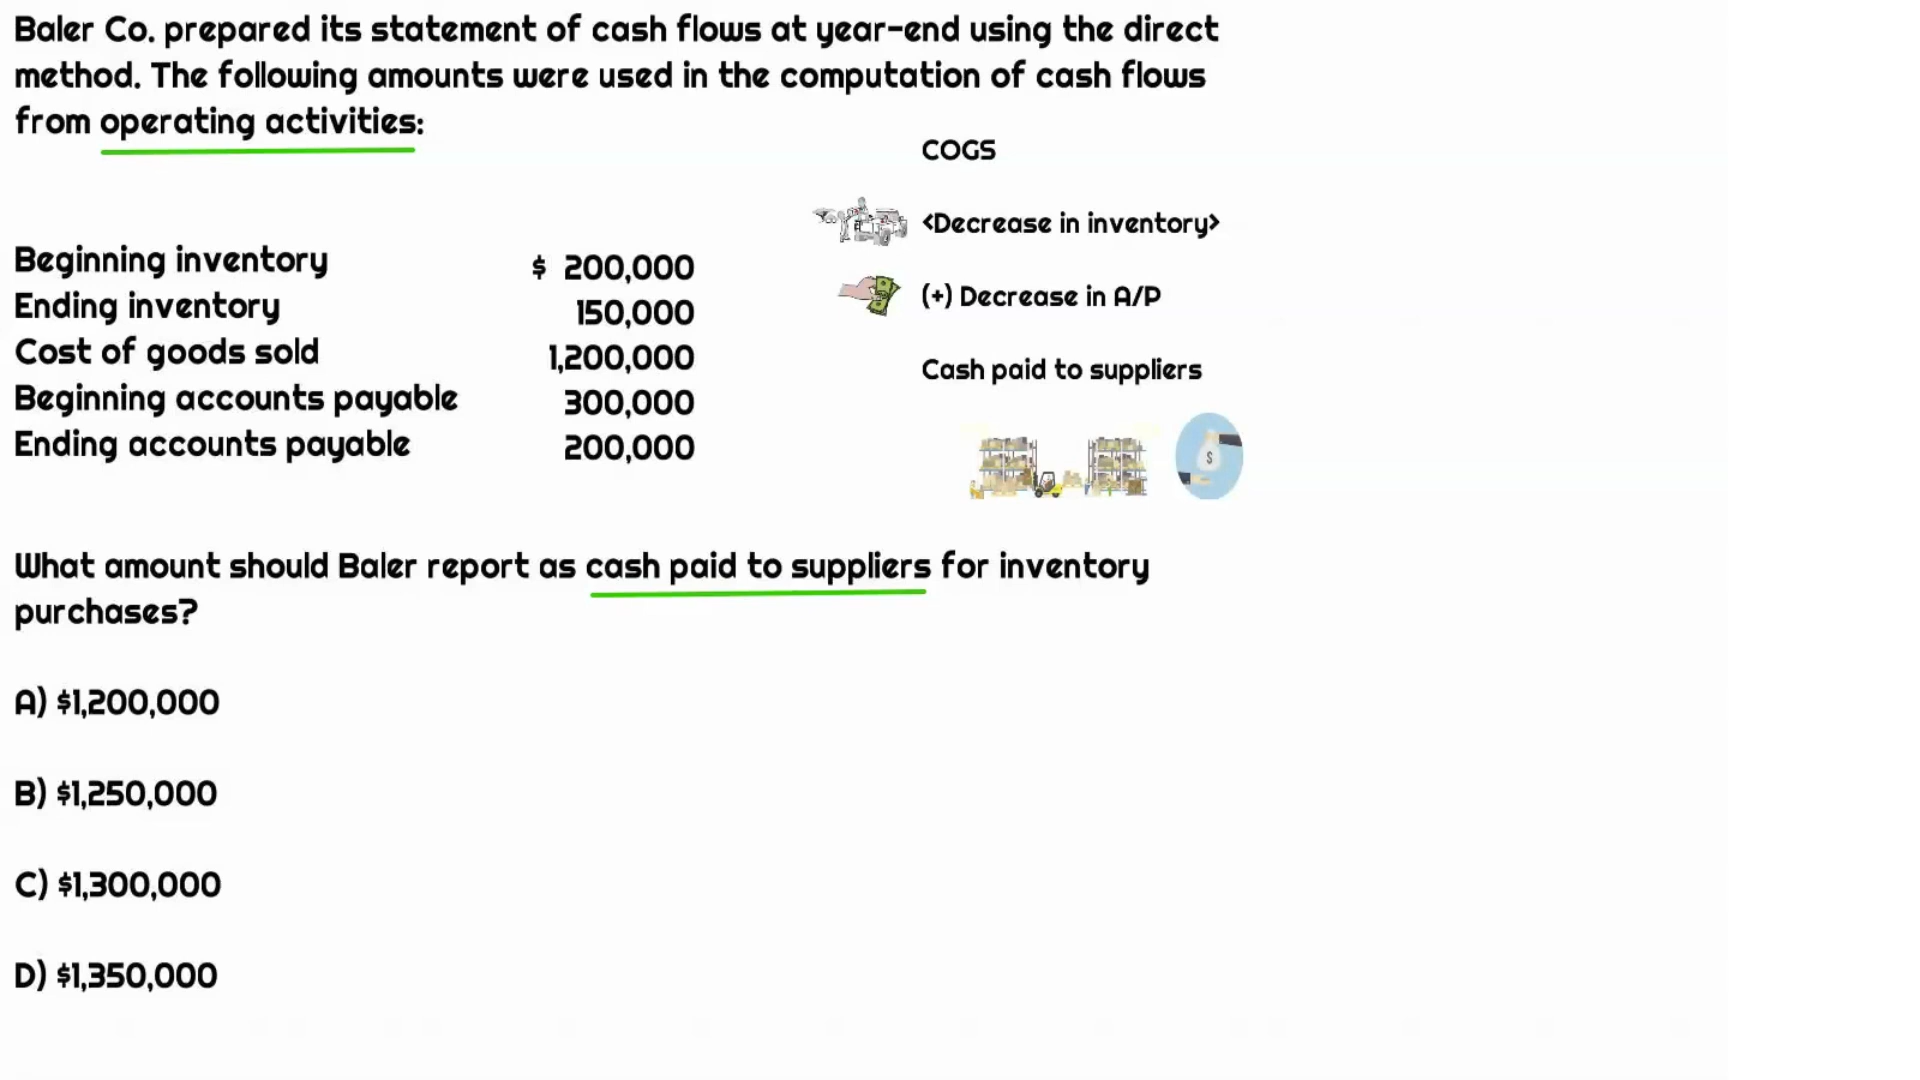 Baler Co. prepared its statement of cash flows at year-end using the direct
method. The following amounts were used in the computation of cash flows
from operating activities:
Beginning inventory $ 200,000
Ending inventory 150,000
Cost of goods sold 1,200,000
Beginning accounts payable 300,000
Ending accounts payable 200,000
COGS
<Decrease in inventory>
(+) Decrease in A/P
Cash paid to suppliers
$
What amount should Baler report as cash paid to suppliers for inventory
purchases?
A) $1,200,000
B) $1,250,000
C) $1,300,000
D) $1,350,000